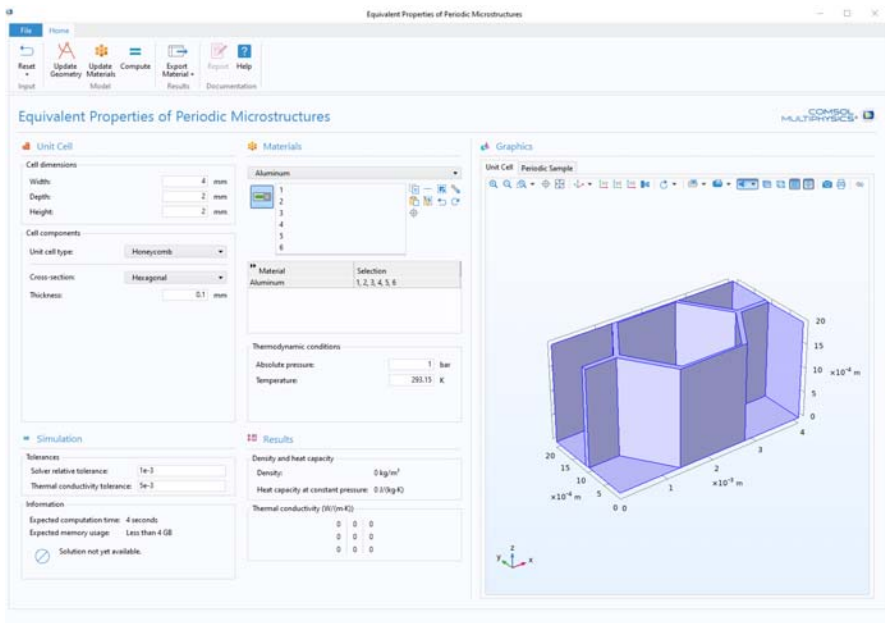 Equivalent Properties of Periodic Microstructures
File Home
Reset Update Geometry Update Materials Compute Export Material Report Help
Input Model Results Documentation
Equivalent Properties of Periodic Microstructures
COMSOL MULTIPHYSICS®
Unit Cell
Cell dimensions
Width: 4 mm
Depth: 2 mm
Height: 2 mm
Cell components
Unit cell type: Honeycomb
Cross-section: Hexagonal
Thickness: 0.1 mm
Materials
Aluminum
1
2
3
4
5
6
Material Selection
Aluminum 1, 2, 3, 4, 5, 6
Thermodynamic conditions
Absolute pressure: 1 bar
Temperature: 293.15 K
Simulation
Tolerances
Solver relative tolerance: 1e-3
Thermal conductivity tolerance: 5e-3
Information
Expected computation time: 4 seconds
Expected memory usage: Less than 4 GB
Solution not yet available.
Results
Density and heat capacity
Density: 0 kg/m³
Heat capacity at constant pressure: 0 J/(kg·K)
Thermal conductivity (W/(m·K))
0 0 0
0 0 0
0 0 0
Graphics
Unit Cell Periodic Sample
20
15
10 ×10⁻⁴ m
5
0
4
3
2
×10⁻³ m
1
0 0
20
15
10
5
×10⁻⁴ m
z
y x